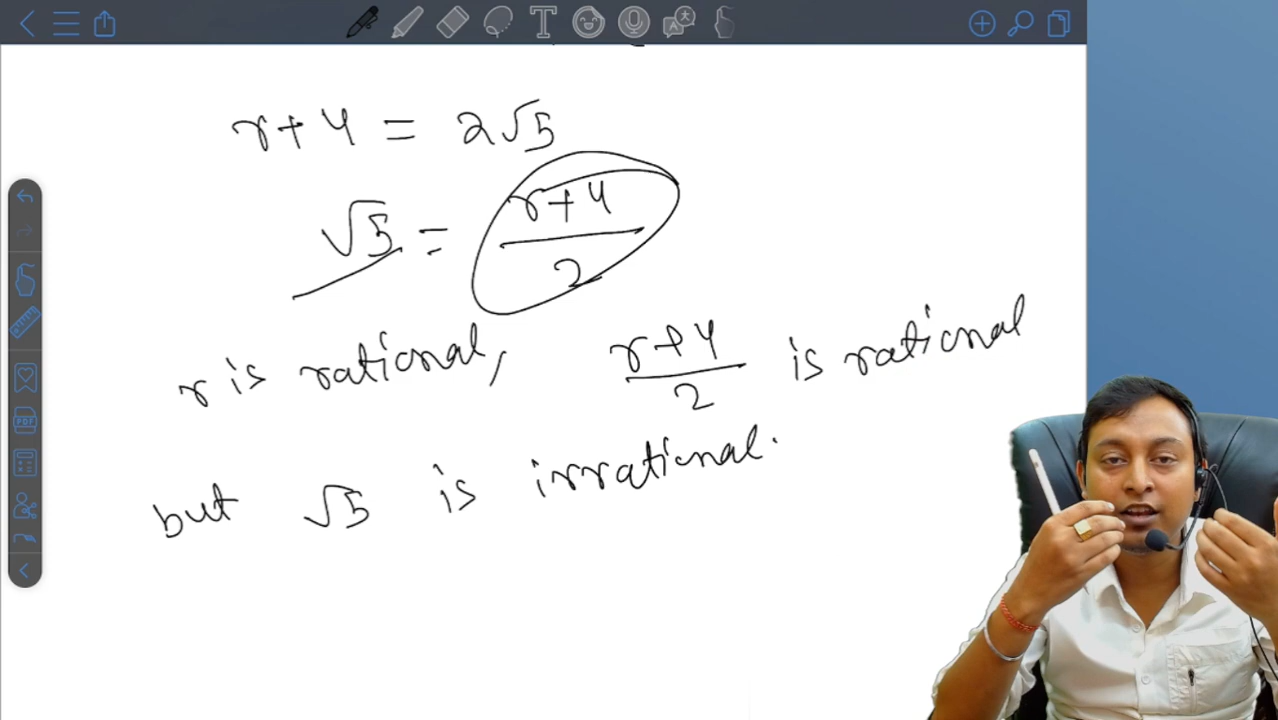 r+4 = 2√5
√5 = (r+4)/2
r is rational, (r+4)/2 is rational
but √5 is irrational.